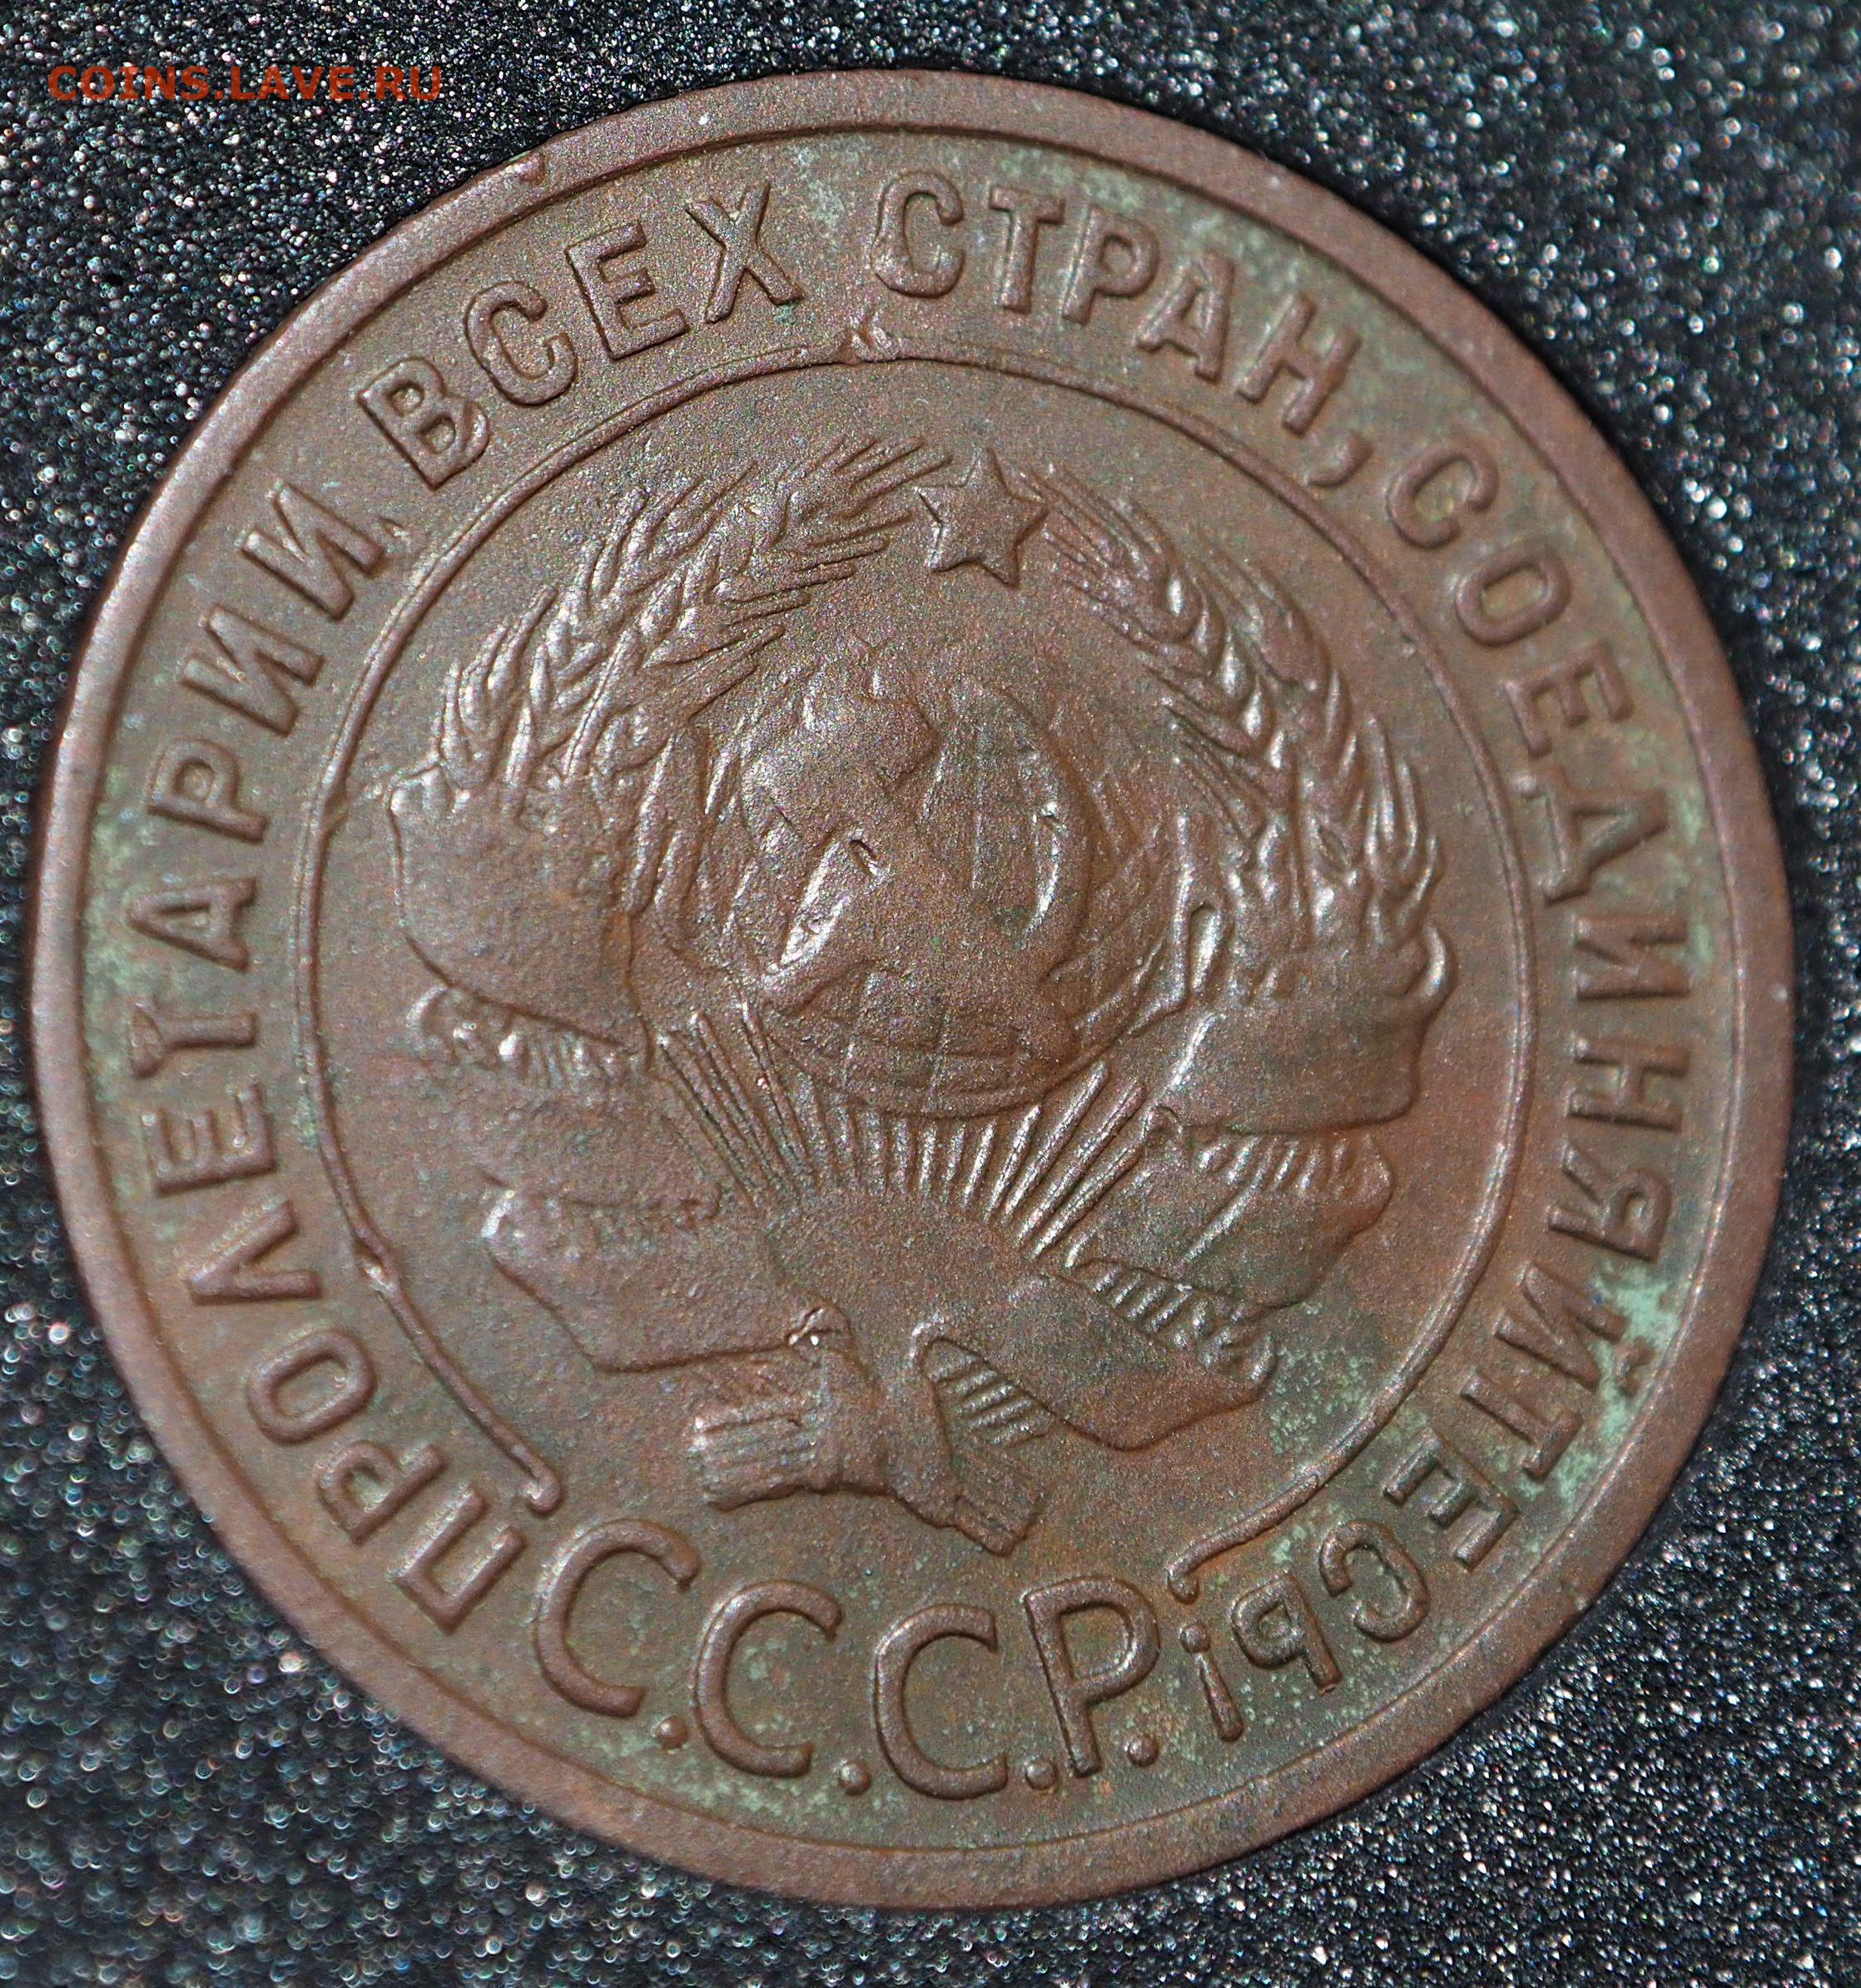 COINS.LAVE.RU
ПРОЛЕТАРИИ ВСЕХ СТРАН, СОЕДИНЯЙТЕСЬ!
С.С.С.Р.